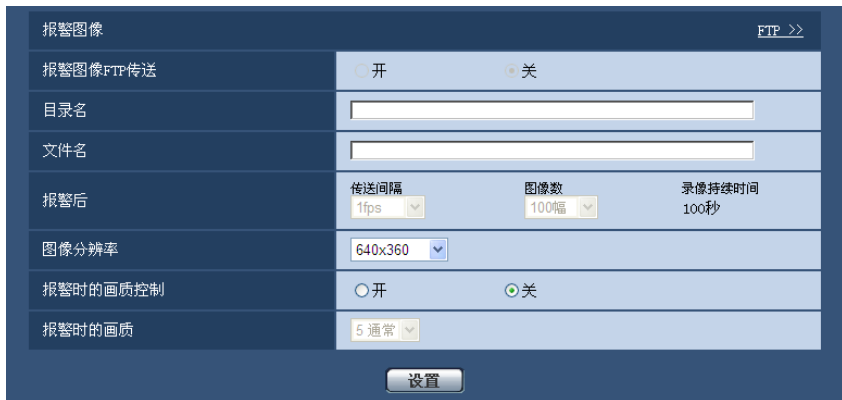 报警图像 FTP >>
报警图像FTP传送 开 关
目录名
文件名
报警后 传送间隔 图像数 录像持续时间
1fps 100幅 100秒
图像分辨率 640x360
报警时的画质控制 开 关
报警时的画质 5 通常
设置